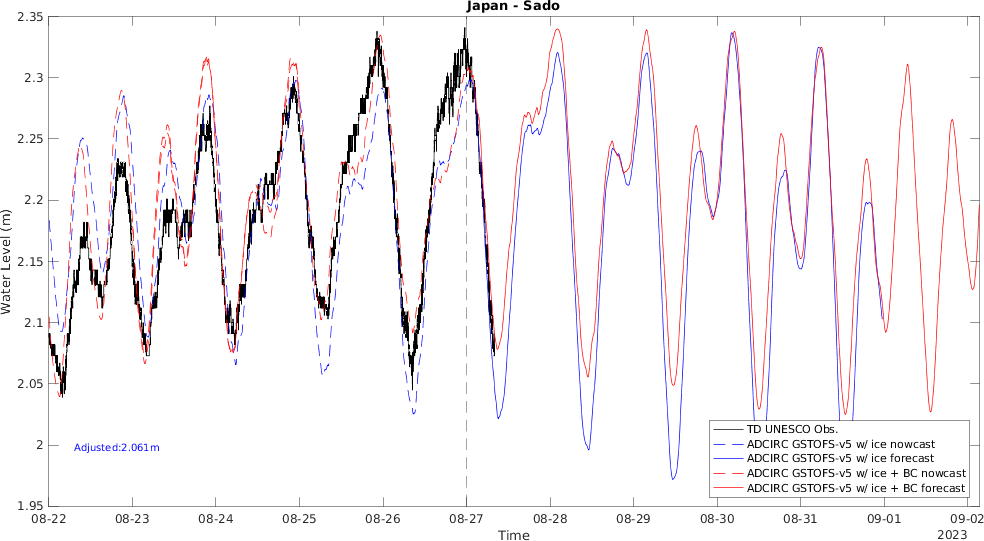 Japan - Sado
Water Level (m)
2.35
2.3
2.25
2.2
2.15
2.1
2.05
2
1.95
Adjusted:2.061m
TD UNESCO Obs.
ADCIRC GSTOFS-v5 w/ ice nowcast
ADCIRC GSTOFS-v5 w/ ice forecast
ADCIRC GSTOFS-v5 w/ ice + BC nowcast
ADCIRC GSTOFS-v5 w/ ice + BC forecast
08-22 08-23 08-24 08-25 08-26 08-27 08-28 08-29 08-30 08-31 09-01 09-02
Time
2023